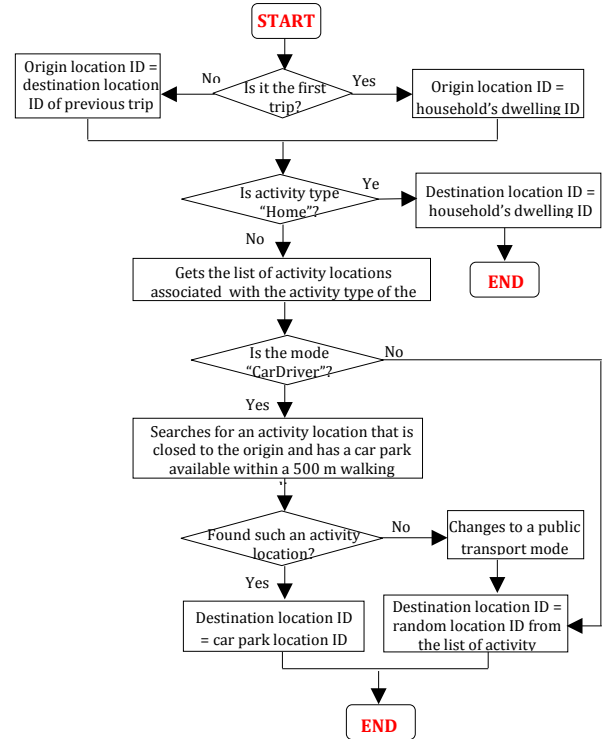 START
Origin location ID =
destination location
ID of previous trip
No
Is it the first
trip?
Yes
Origin location ID =
household's dwelling ID
Is activity type
"Home"?
Ye
Destination location ID =
household's dwelling ID
No
END
Gets the list of activity locations
associated with the activity type of the
Is the mode
"CarDriver"?
No
Yes
Searches for an activity location that is
closed to the origin and has a car park
available within a 500 m walking
Found such an activity
location?
No
Changes to a public
transport mode
Yes
Destination location ID
= car park location ID
Destination location ID =
random location ID from
the list of activity
END